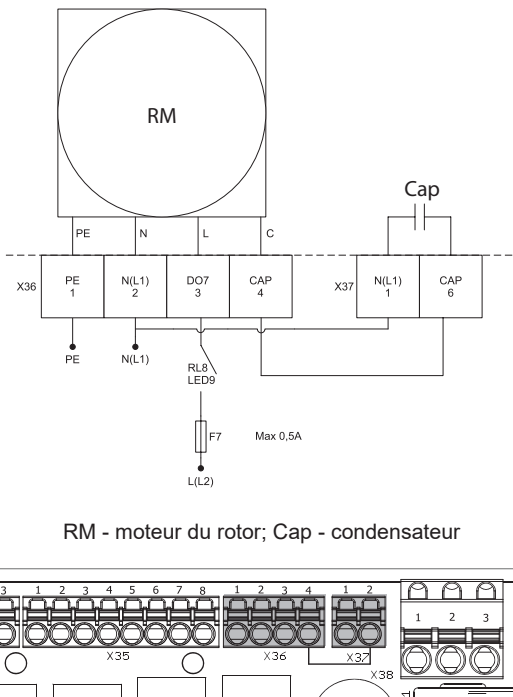 RM
Cap
PE N L C
X36 PE N(L1) DO7 CAP X37 N(L1) CAP
1 2 3 4 1 6
PE N(L1)
RL8
LED9
F7 Max 0,5A
L(L2)
RM - moteur du rotor; Cap - condensateur
3 1 2 3 4 5 6 7 8 1 2 3 4 1 2
1 2 3
X35 X36 X37
X38